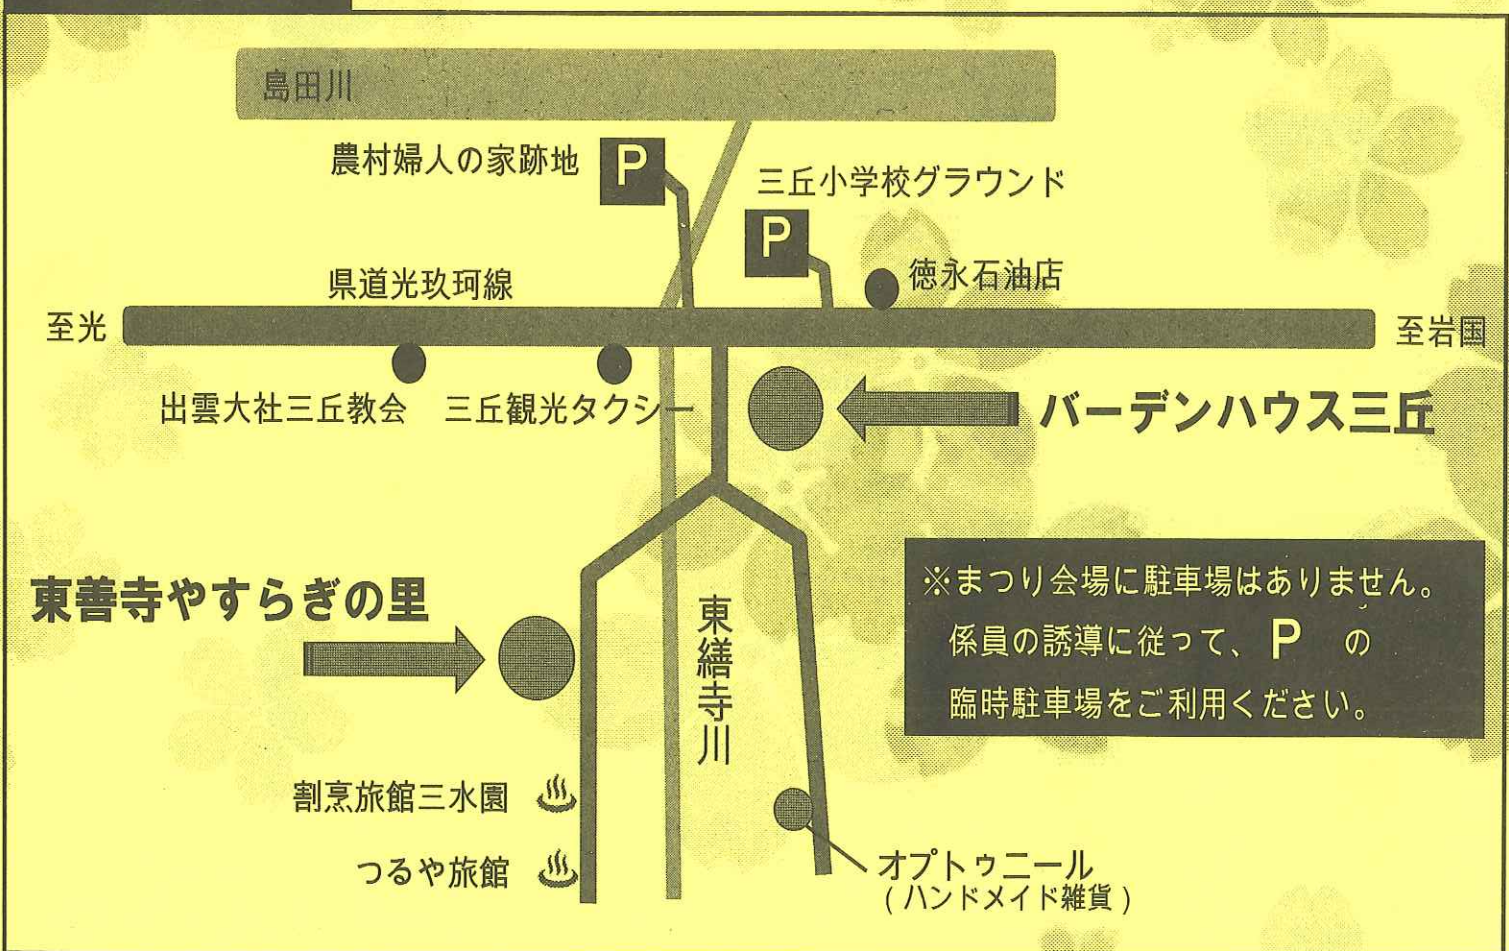 島田川
農村婦人の家跡地 P
三丘小学校グラウンド
P
徳永石油店
県道光玖珂線
至光
至岩国
出雲大社三丘教会
三丘観光タクシー
バーデンハウス三丘
東善寺やすらぎの里
東繕寺川
※まつり会場に駐車場はありません。
係員の誘導に従って、 P の
臨時駐車場をご利用ください。
割烹旅館三水園
つるや旅館
オプトゥニール
(ハンドメイド雑貨)